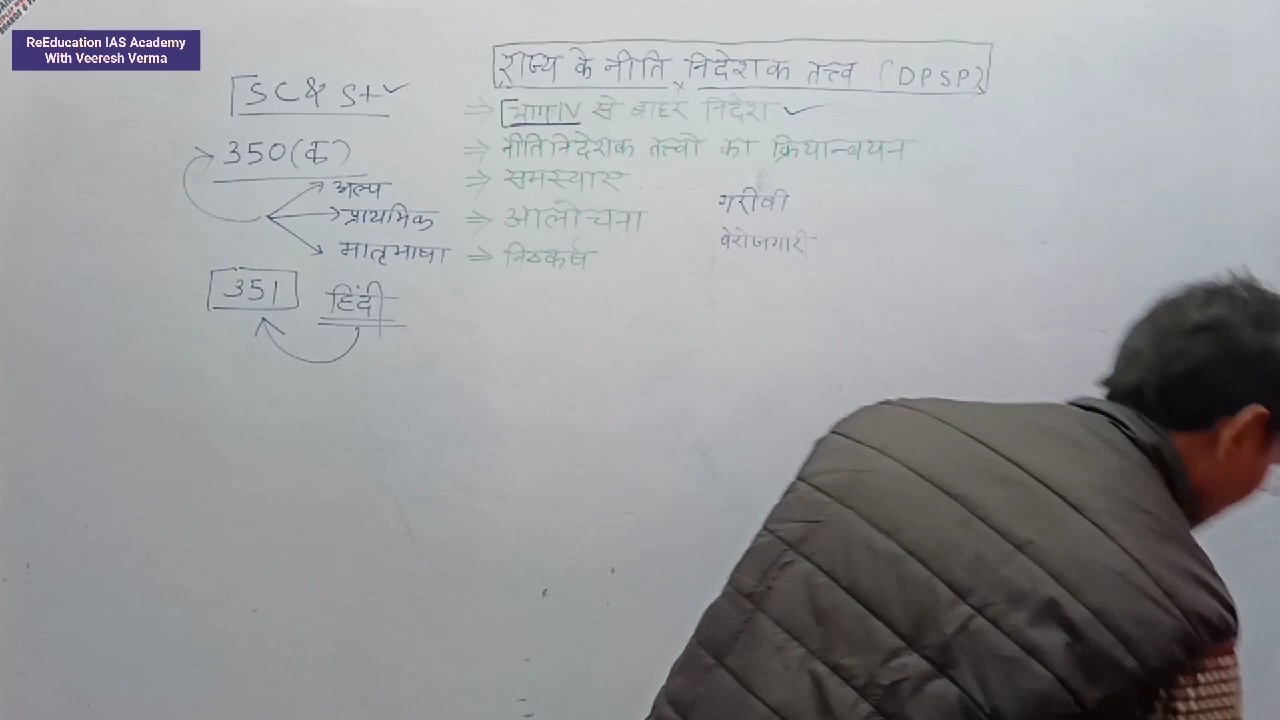 ReEducation IAS Academy
With Veeresh Verma
राज्य के नीति निदेशक तत्त्व (DPSP)
SC & ST
⇒ भाग IV से बाहर निदेश
350(क)
⇒ नीति निदेशक तत्त्वो का क्रियान्वयन
⇒ समस्याए
अल्प
प्राथमिक
मातृभाषा
⇒ आलोचना
⇒ निष्कर्ष
गरीबी
बेरोजगारी
351 हिंदी